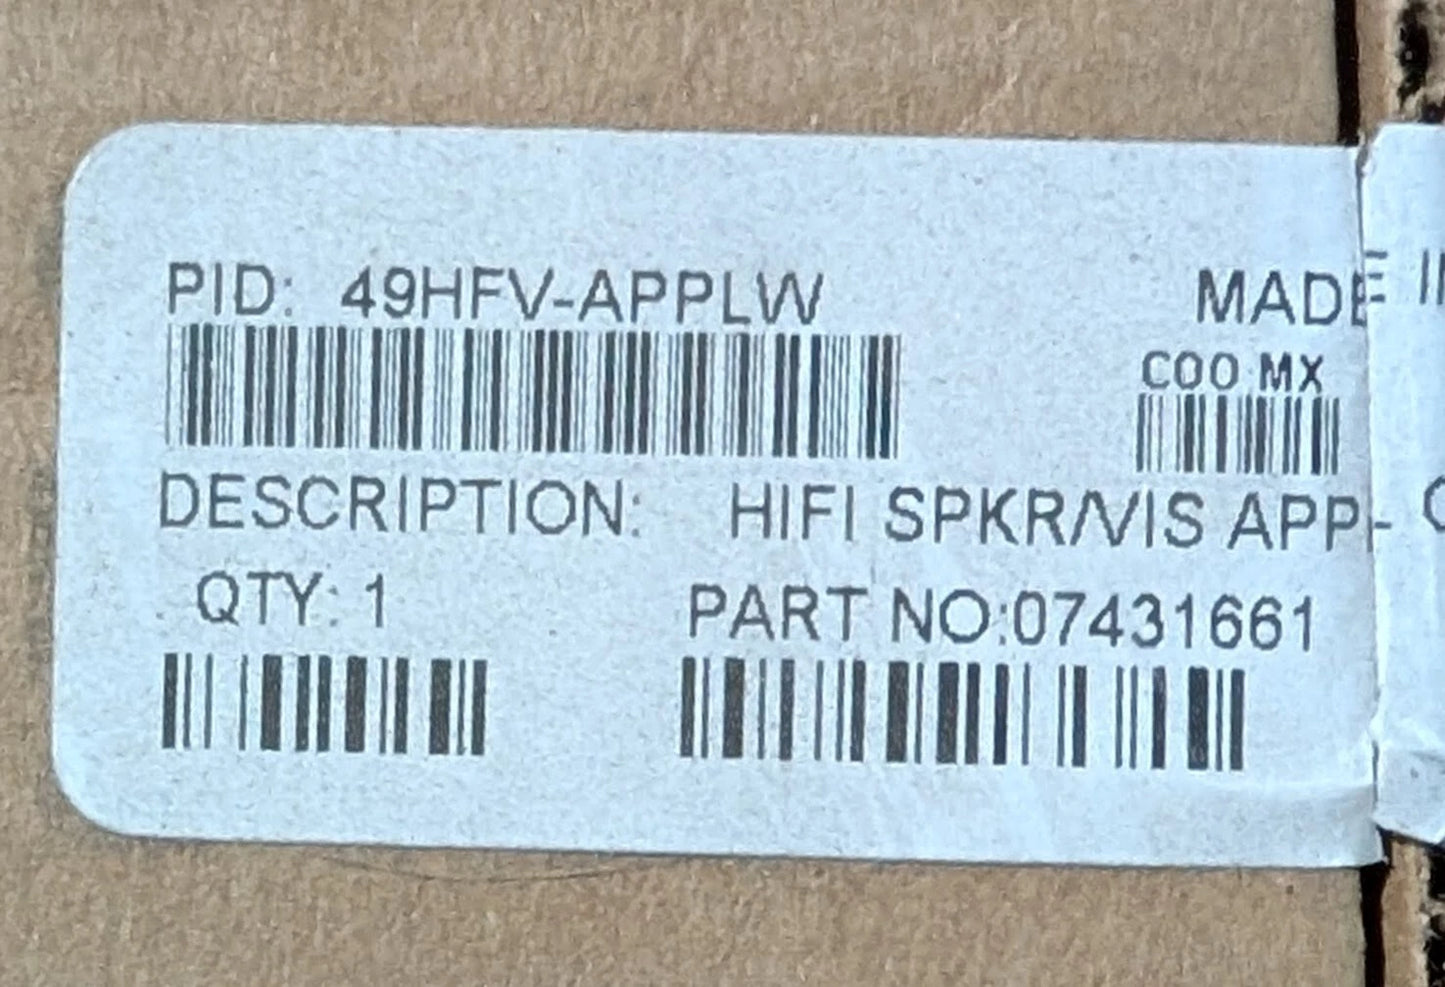 PID: 49HFV-APPLW
MADE
COO MX
DESCRIPTION: HIFI SPKR/VIS APP-
QTY: 1
PART NO:07431661